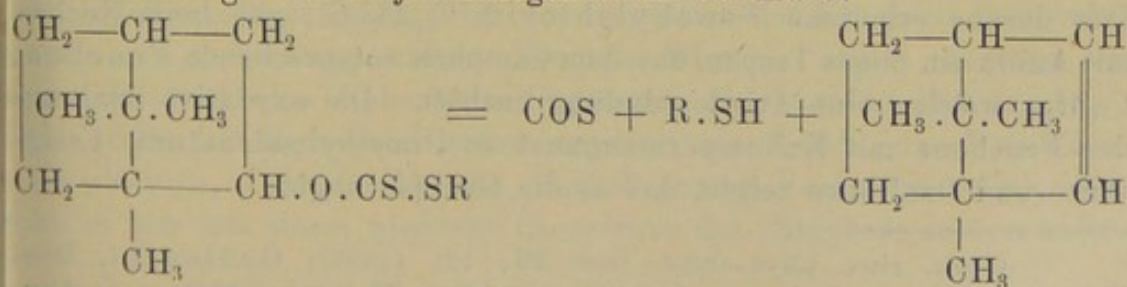 CH₂—CH—CH₂ CH₂—CH—CH
CH₃.C.CH₃ = COS + R.SH + CH₃.C.CH₃
CH₂—C—CH.O.CS.SR CH₂—C—CH
CH₃ CH₃